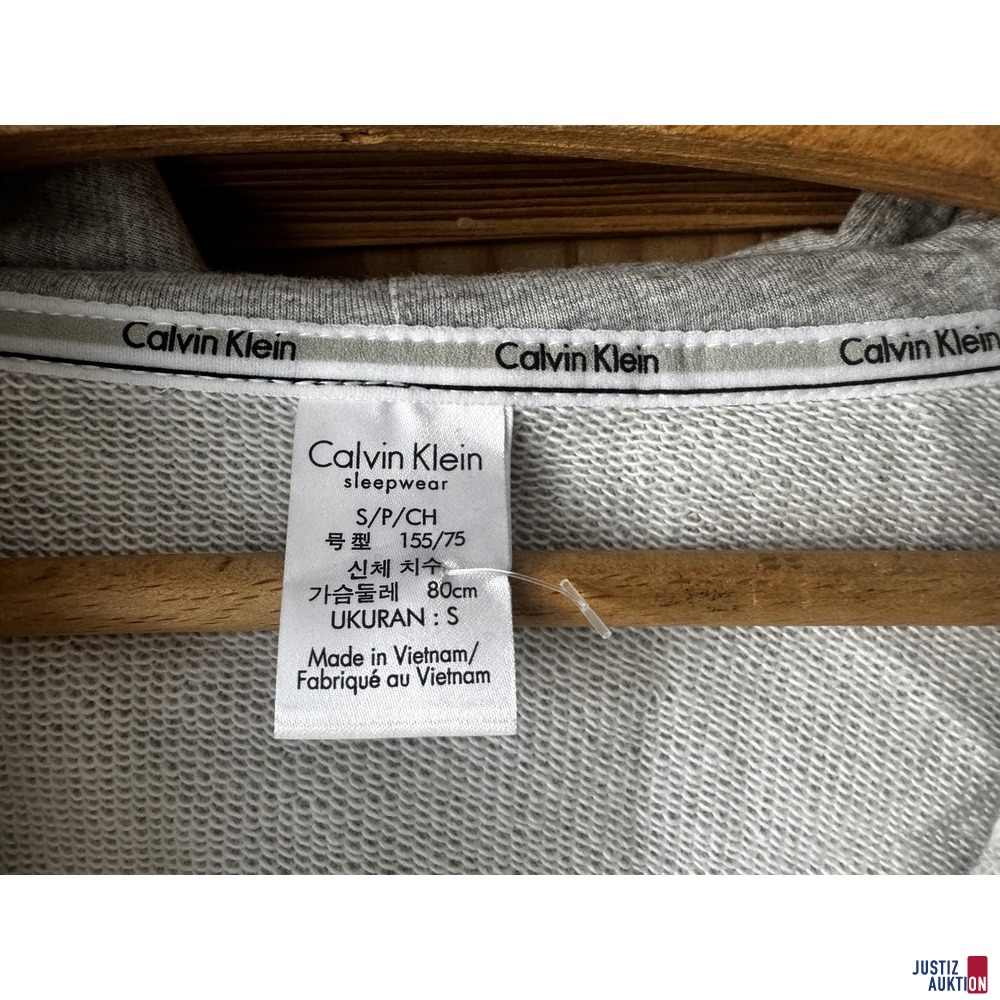 Calvin Klein Calvin Klein Calvin Klein
Calvin Klein
sleepwear
S/P/CH
号型 155/75
신체 치수
가슴둘레 80cm
UKURAN : S
Made in Vietnam/
Fabriqué au Vietnam
JUSTIZ
AUKTION